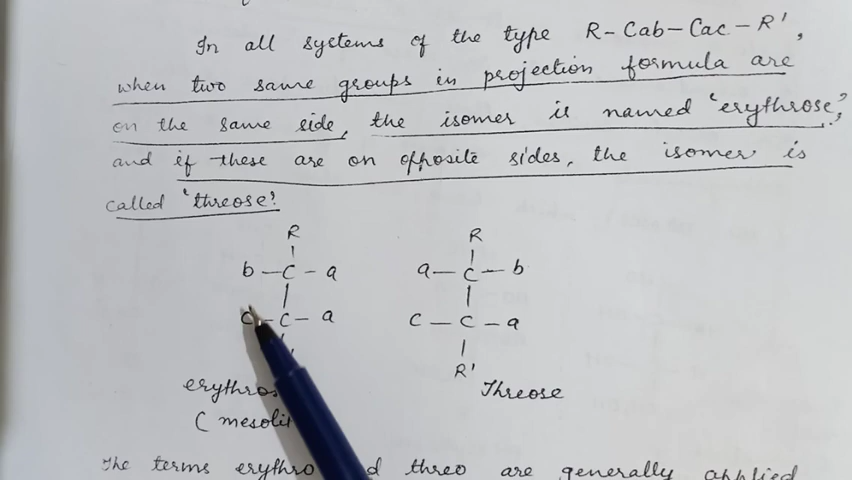 In all systems of the type R-Cab-Cac-R',
when two same groups in projection formula are
on the same side, the isomer is named 'erythrose',
and if these are on opposite sides, the isomer is
called 'threose'.
R R
b-C-a a-C-b
c-C-a c-C-a
R'
Threose
The terms and threo are generally applied